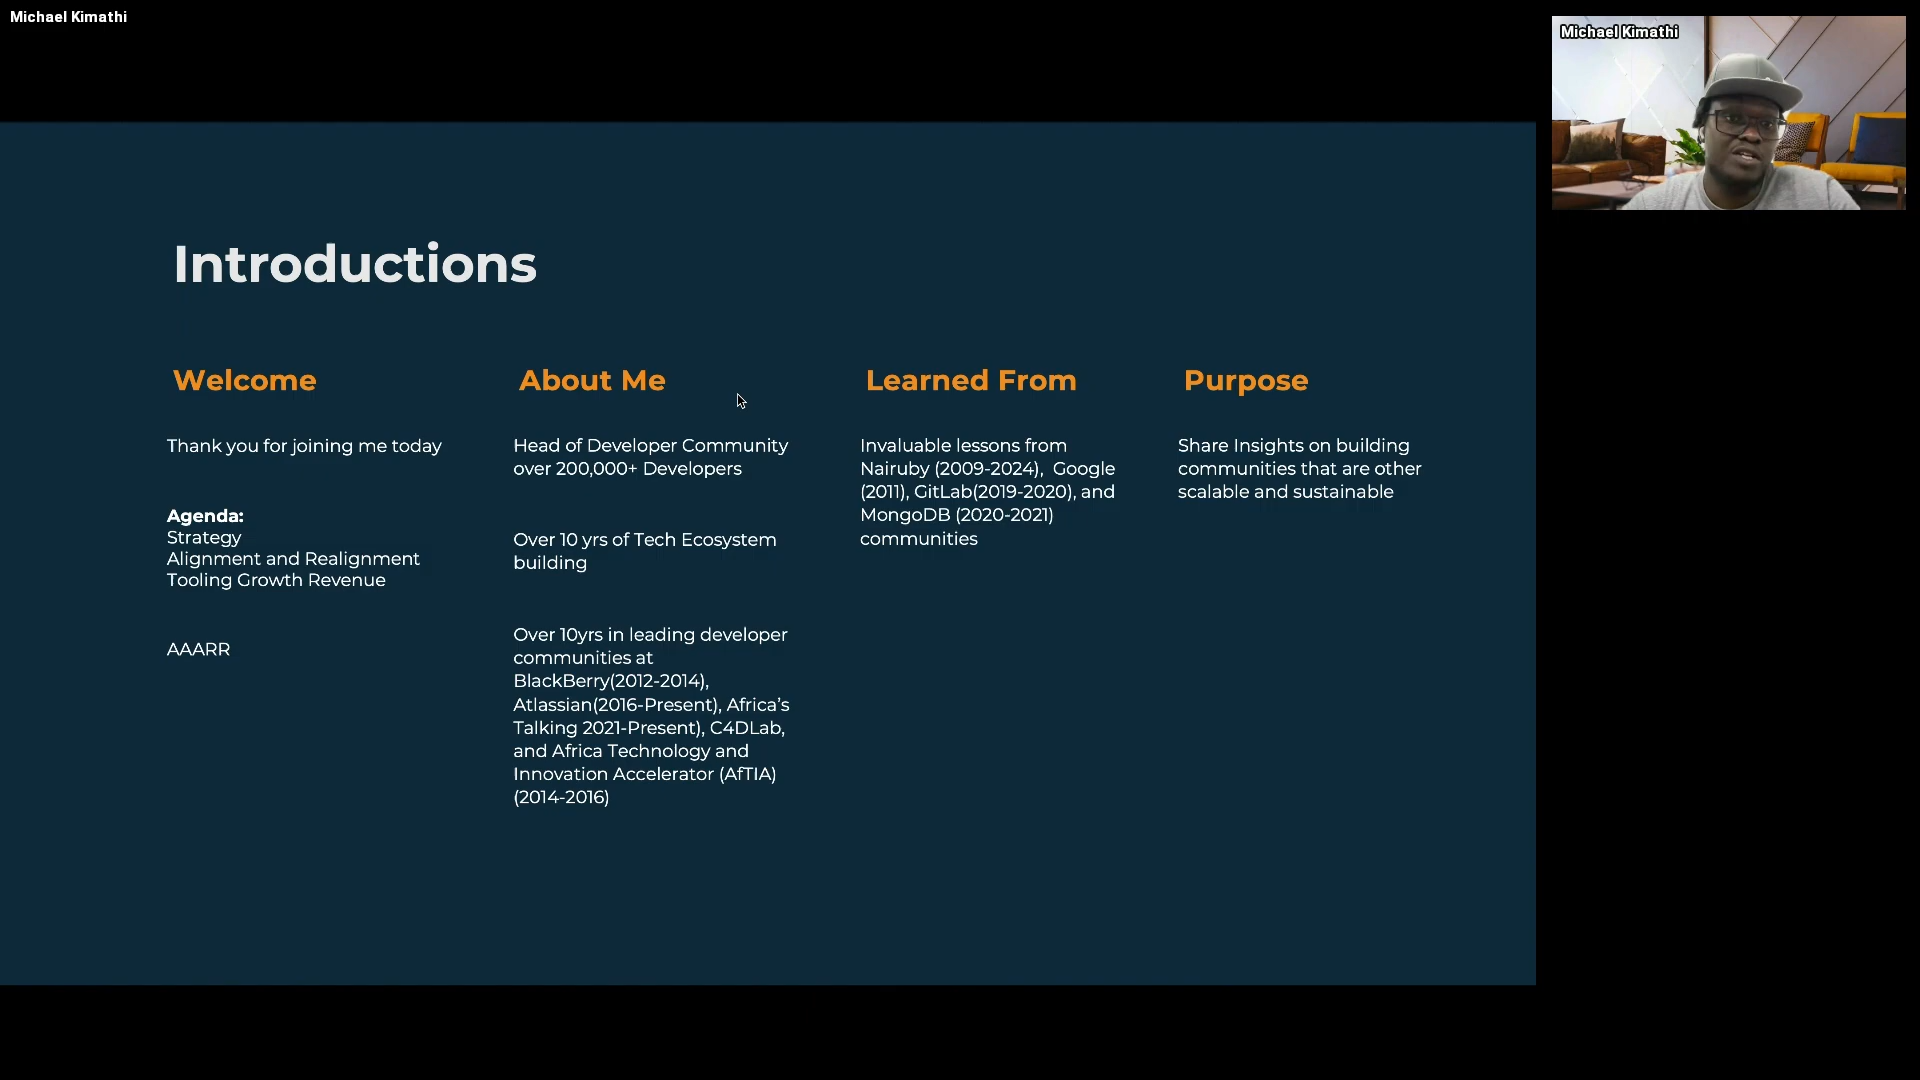 Michael Kimathi
Michael Kimathi
Introductions
Welcome
Thank you for joining me today
Agenda:
Strategy
Alignment and Realignment
Tooling Growth Revenue
AAARR
About Me
Head of Developer Community
over 200,000+ Developers
Over 10 yrs of Tech Ecosystem
building
Over 10yrs in leading developer
communities at
BlackBerry(2012-2014),
Atlassian(2016-Present), Africa’s
Talking 2021-Present), C4DLab,
and Africa Technology and
Innovation Accelerator (AfTIA)
(2014-2016)
Learned From
Invaluable lessons from
Nairuby (2009-2024),  Google
(2011), GitLab(2019-2020), and
MongoDB (2020-2021)
communities
Purpose
Share Insights on building
communities that are other
scalable and sustainable